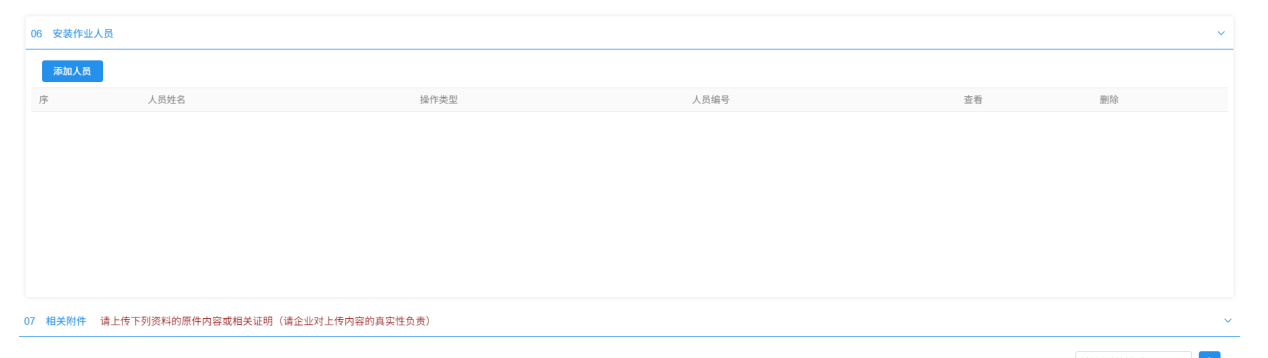 06 安装作业人员
添加人员
序 人员姓名 操作类型 人员编号 查看 删除
07 相关附件 请上传下列资料的原件内容或相关证明（请企业对上传内容的真实性负责）